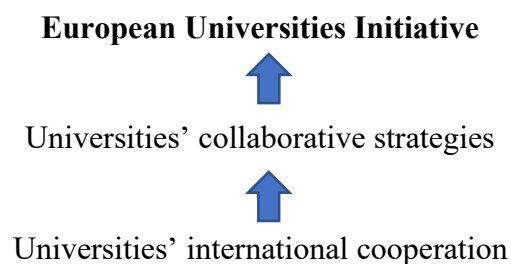 European Universities Initiative
Universities’ collaborative strategies
Universities’ international cooperation